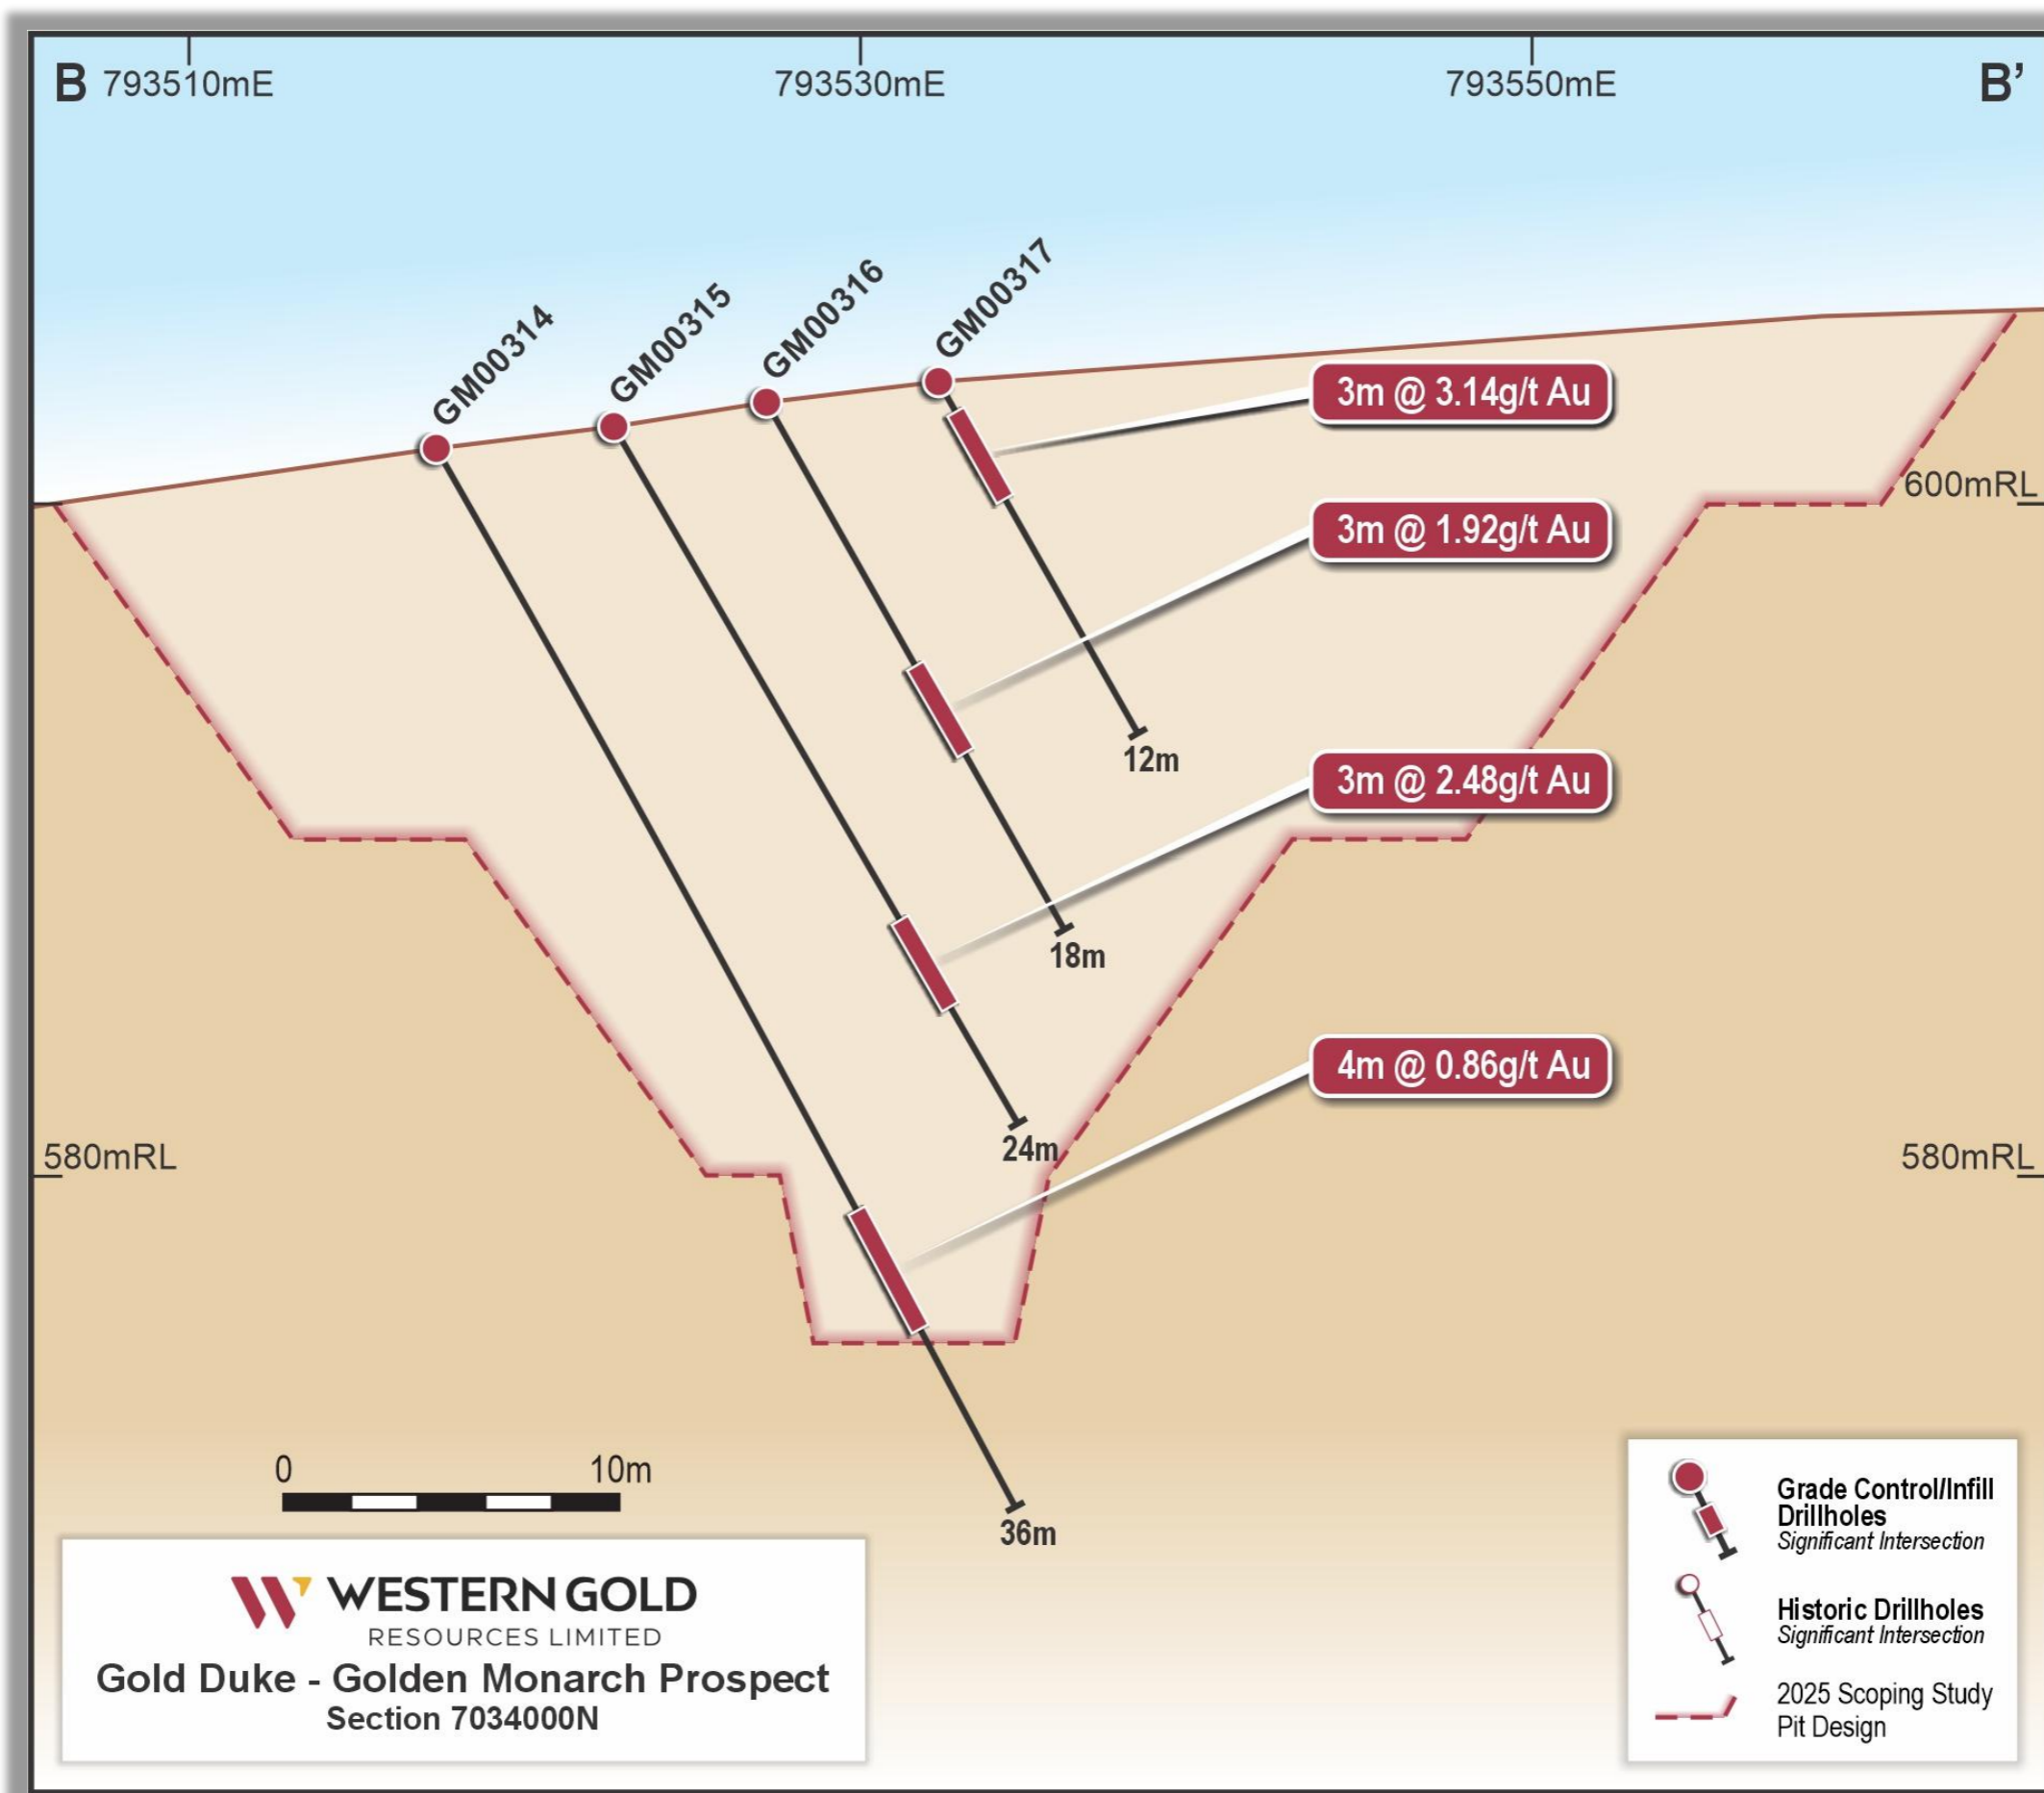 B
793510mE
793530mE
793550mE
B’
GM00314
GM00315
GM00316
GM00317
3m @ 3.14g/t Au
600mRL
3m @ 1.92g/t Au
12m
3m @ 2.48g/t Au
18m
4m @ 0.86g/t Au
24m
580mRL
580mRL
0
10m
36m
WESTERN GOLD
RESOURCES LIMITED
Gold Duke - Golden Monarch Prospect
Section 7034000N
Grade Control/Infill
Drillholes
Significant Intersection
Historic Drillholes
Significant Intersection
2025 Scoping Study
Pit Design